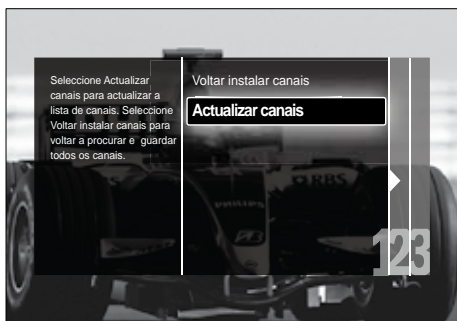 Seleccione Actualizar
canais para actualizar a
lista de canais. Seleccione
Voltar instalar canais para
voltar a procurar e guardar
todos os canais.
Voltar instalar canais
Actualizar canais
RBS
PHILIPS
123